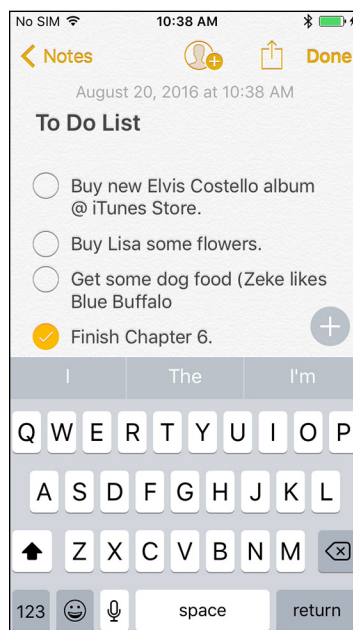 No SIM 10:38 AM
Notes Done
August 20, 2016 at 10:38 AM
To Do List
Buy new Elvis Costello album
@ iTunes Store.
Buy Lisa some flowers.
Get some dog food (Zeke likes
Blue Buffalo
Finish Chapter 6.
I The I'm
Q W E R T Y U I O P
A S D F G H J K L
Z X C V B N M
123 space return